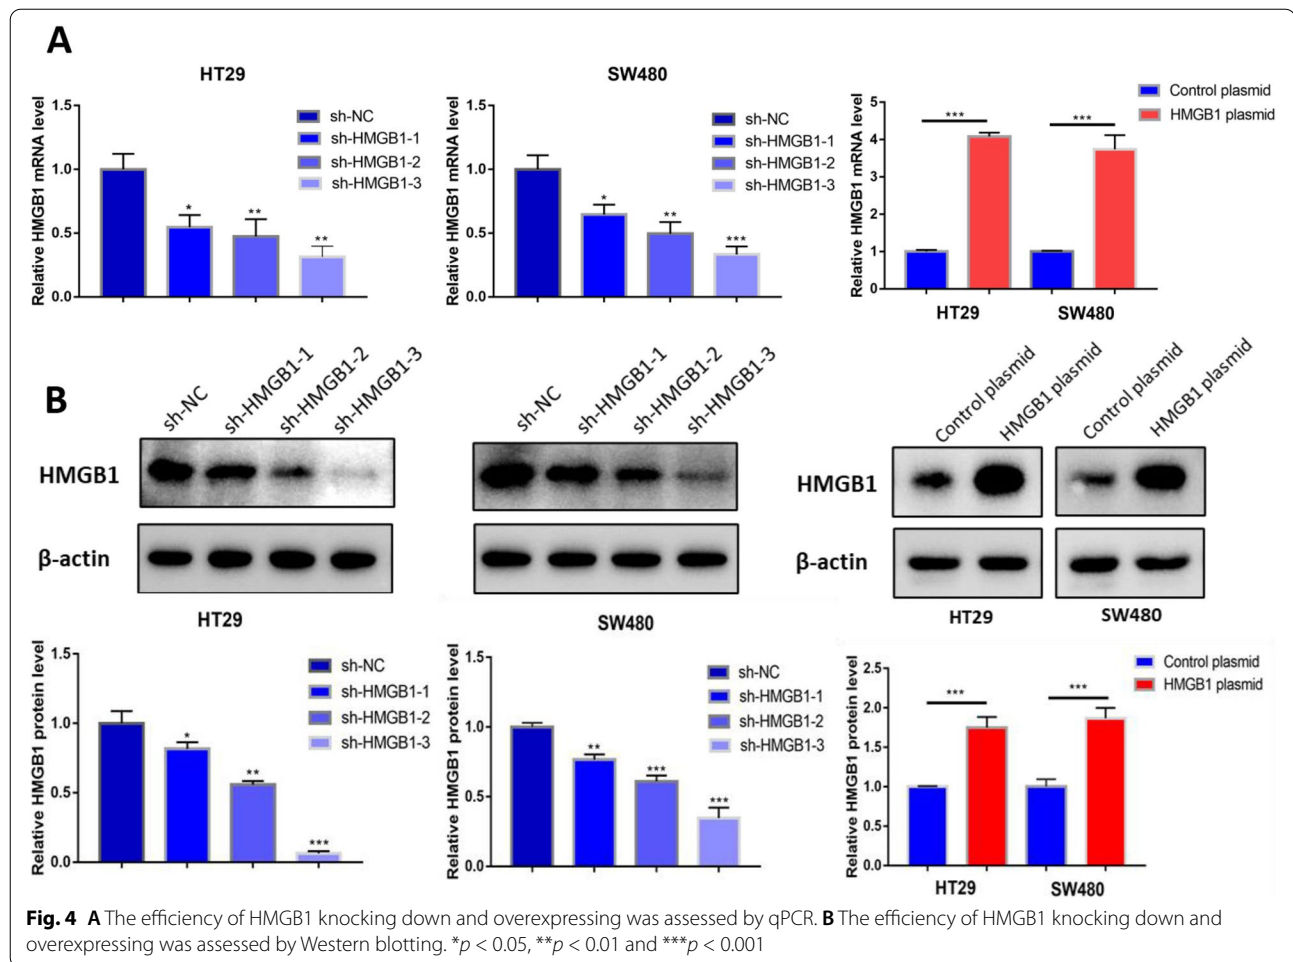 A
HT29
Relative HMGB1 mRNA level
1.5
1.0
0.5
0.0
*
**
**
sh-NC
sh-HMGB1-1
sh-HMGB1-2
sh-HMGB1-3
SW480
Relative HMGB1 mRNA level
1.5
1.0
0.5
0.0
*
**
***
sh-NC
sh-HMGB1-1
sh-HMGB1-2
sh-HMGB1-3
Control plasmid
HMGB1 plasmid
Relative HMGB1 mRNA level
5
4
3
2
1
0
***
***
HT29
SW480
B
sh-NC
sh-HMGB1-1
sh-HMGB1-2
sh-HMGB1-3
HMGB1
β-actin
HT29
sh-NC
sh-HMGB1-1
sh-HMGB1-2
sh-HMGB1-3
SW480
Control plasmid
HMGB1 plasmid
Control plasmid
HMGB1 plasmid
HMGB1
β-actin
HT29
SW480
Relative HMGB1 protein level
1.5
1.0
0.5
0.0
*
**
***
sh-NC
sh-HMGB1-1
sh-HMGB1-2
sh-HMGB1-3
Relative HMGB1 protein level
1.5
1.0
0.5
0.0
**
***
***
sh-NC
sh-HMGB1-1
sh-HMGB1-2
sh-HMGB1-3
Relative HMGB1 protein level
2.5
2.0
1.5
1.0
0.5
0.0
***
***
Control plasmid
HMGB1 plasmid
HT29
SW480
Fig. 4 A The efficiency of HMGB1 knocking down and overexpressing was assessed by qPCR. B The efficiency of HMGB1 knocking down and
overexpressing was assessed by Western blotting. *p < 0.05, **p < 0.01 and ***p < 0.001